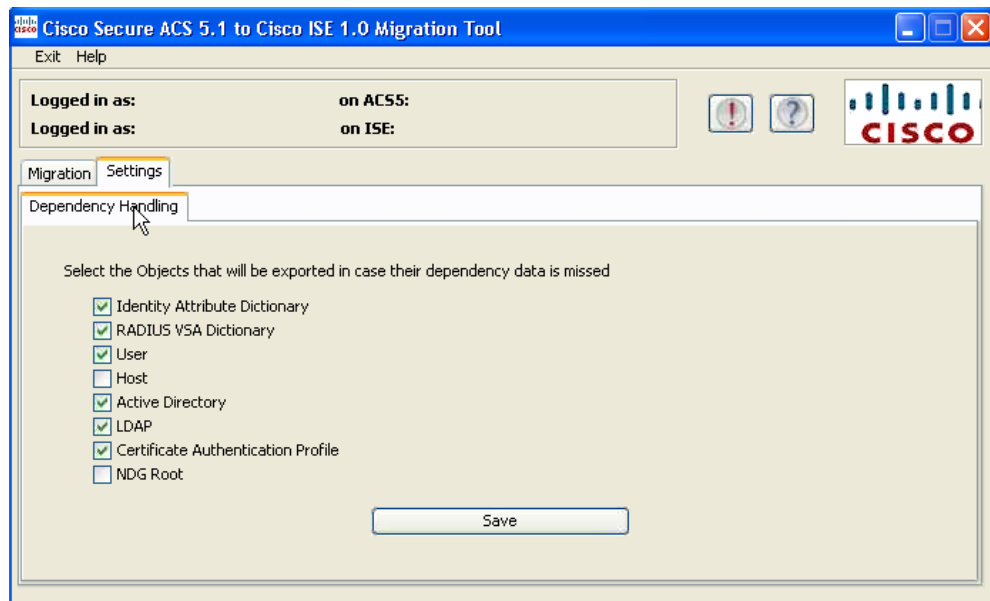 cisco Cisco Secure ACS 5.1 to Cisco ISE 1.0 Migration Tool
Exit Help
Logged in as: on ACS5:
Logged in as: on ISE:
! ?
CISCO
Migration Settings
Dependency Handling
Select the Objects that will be exported in case their dependency data is missed
Identity Attribute Dictionary
RADIUS VSA Dictionary
User
Host
Active Directory
LDAP
Certificate Authentication Profile
NDG Root
Save